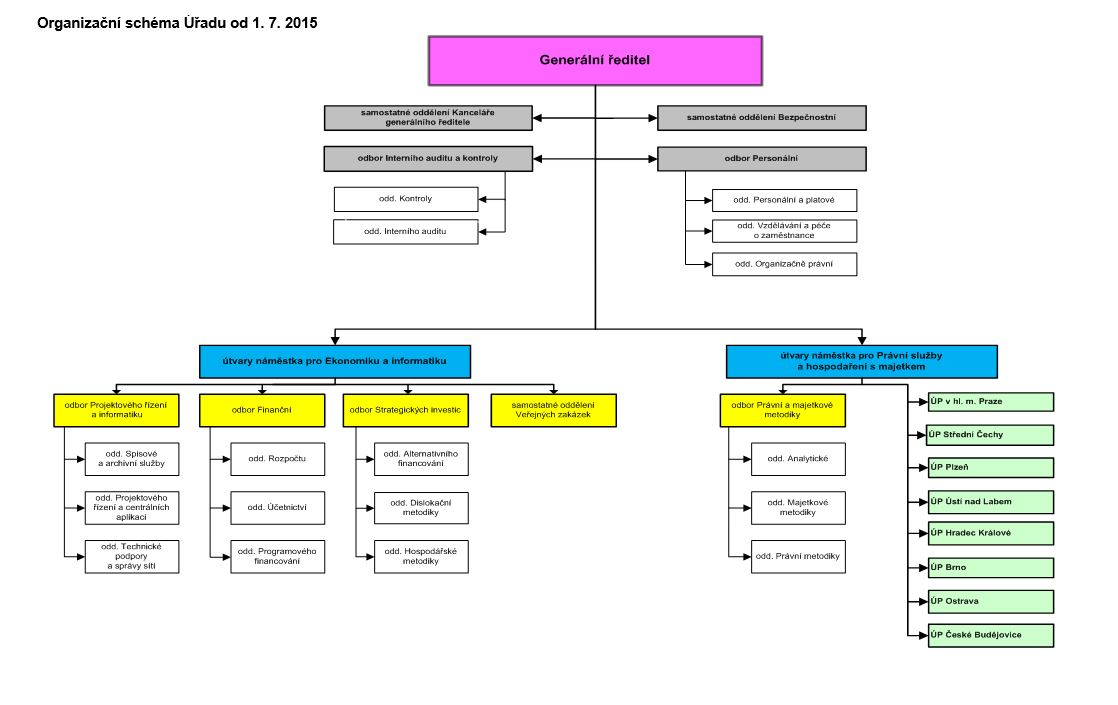 Organizační schéma Úřadu od 1. 7. 2015
Generální ředitel
samostatné oddělení Kanceláře
generálního ředitele
samostatné oddělení Bezpečnostní
odbor Interního auditu a kontroly
odbor Personální
odd. Kontroly
odd. Interního auditu
odd. Personální a platové
odd. Vzdělávání a péče
o zaměstnance
odd. Organizačně právní
útvary náměstka pro Ekonomiku a informatiku
útvary náměstka pro Právní služby
a hospodaření s majetkem
odbor Projektového řízení
a informatiku
odd. Spisové
a archivní služby
odd. Projektového
řízení a centrálních
aplikací
odd. Technické
podpory
a správy sítí
odbor Finanční
odd. Rozpočtu
odd. Účetnictví
odd. Programového
financování
odbor Strategických investic
odd. Alternativního
financování
odd. Dislokační
metodiky
odd. Hospodářské
metodiky
samostatné oddělení
Veřejných zakázek
odbor Právní a majetkové
metodiky
odd. Analytické
odd. Majetkové
metodiky
odd. Právní metodiky
ÚP v hl. m. Praze
ÚP Střední Čechy
ÚP Plzeň
ÚP Ústí nad Labem
ÚP Hradec Králové
ÚP Brno
ÚP Ostrava
ÚP České Budějovice